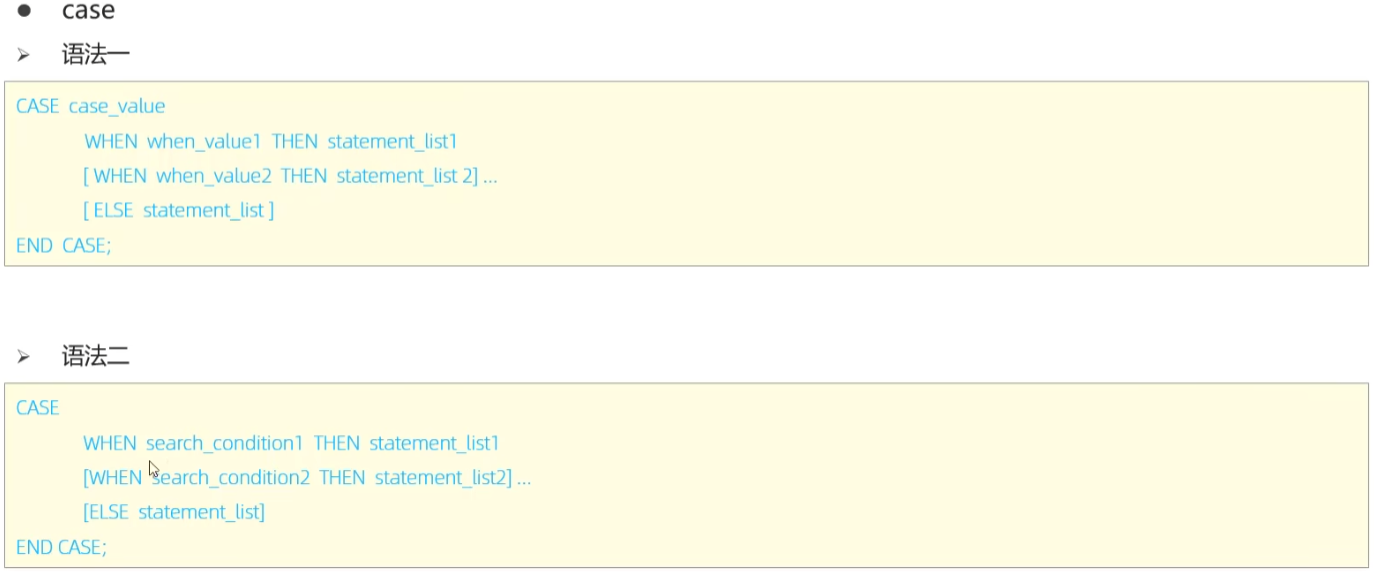 ● case
➢ 语法一
CASE case_value
WHEN when_value1 THEN statement_list1
[ WHEN when_value2 THEN statement_list 2] ...
[ ELSE statement_list ]
END CASE;
➢ 语法二
CASE
WHEN search_condition1 THEN statement_list1
[WHEN search_condition2 THEN statement_list2] ...
[ELSE statement_list]
END CASE;